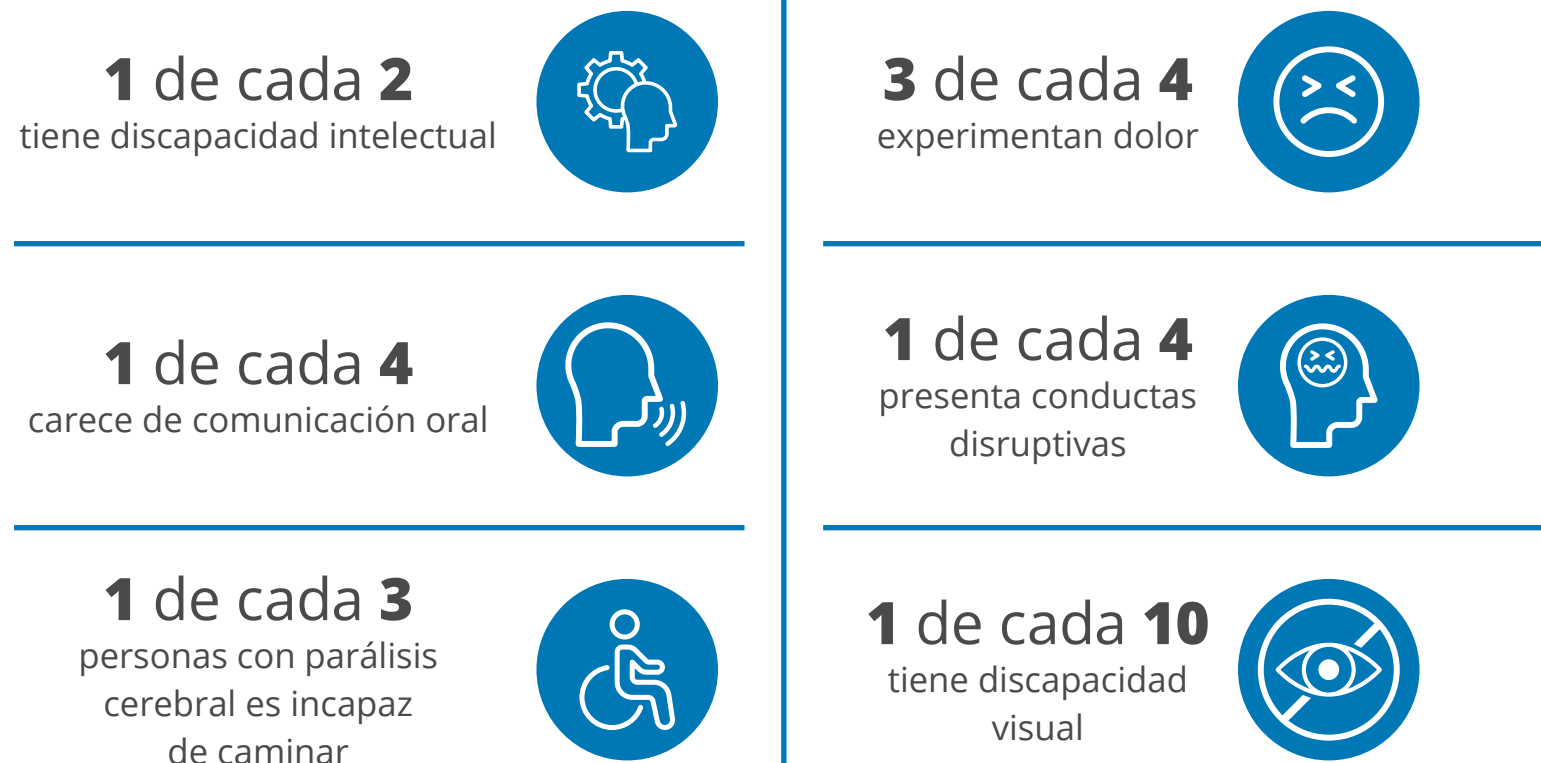 1 de cada 2
tiene discapacidad intelectual
1 de cada 4
carece de comunicación oral
1 de cada 3
personas con parálisis
cerebral es incapaz
de caminar
3 de cada 4
experimentan dolor
1 de cada 4
presenta conductas
disruptivas
1 de cada 10
tiene discapacidad
visual